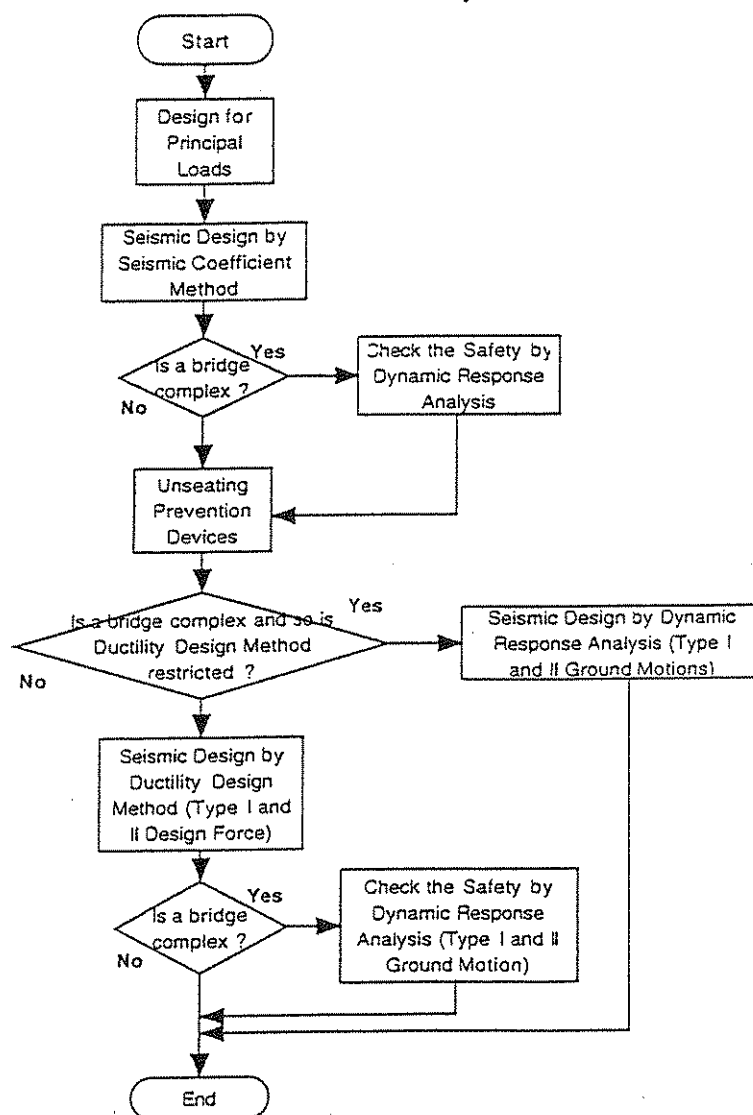 Start
Design for
Principal
Loads
Seismic Design by
Seismic Coefficient
Method
Is a bridge
complex ?
Yes
No
Check the Safety by
Dynamic Response
Analysis
Unseating
Prevention
Devices
Is a bridge complex and so is
Ductility Design Method
restricted ?
Yes
No
Seismic Design by Dynamic
Response Analysis (Type I
and II Ground Motions)
Seismic Design by
Ductility Design
Method (Type I and
II Design Force)
Is a bridge
complex ?
Yes
No
Check the Safety by
Dynamic Response
Analysis (Type I and II
Ground Motion)
End